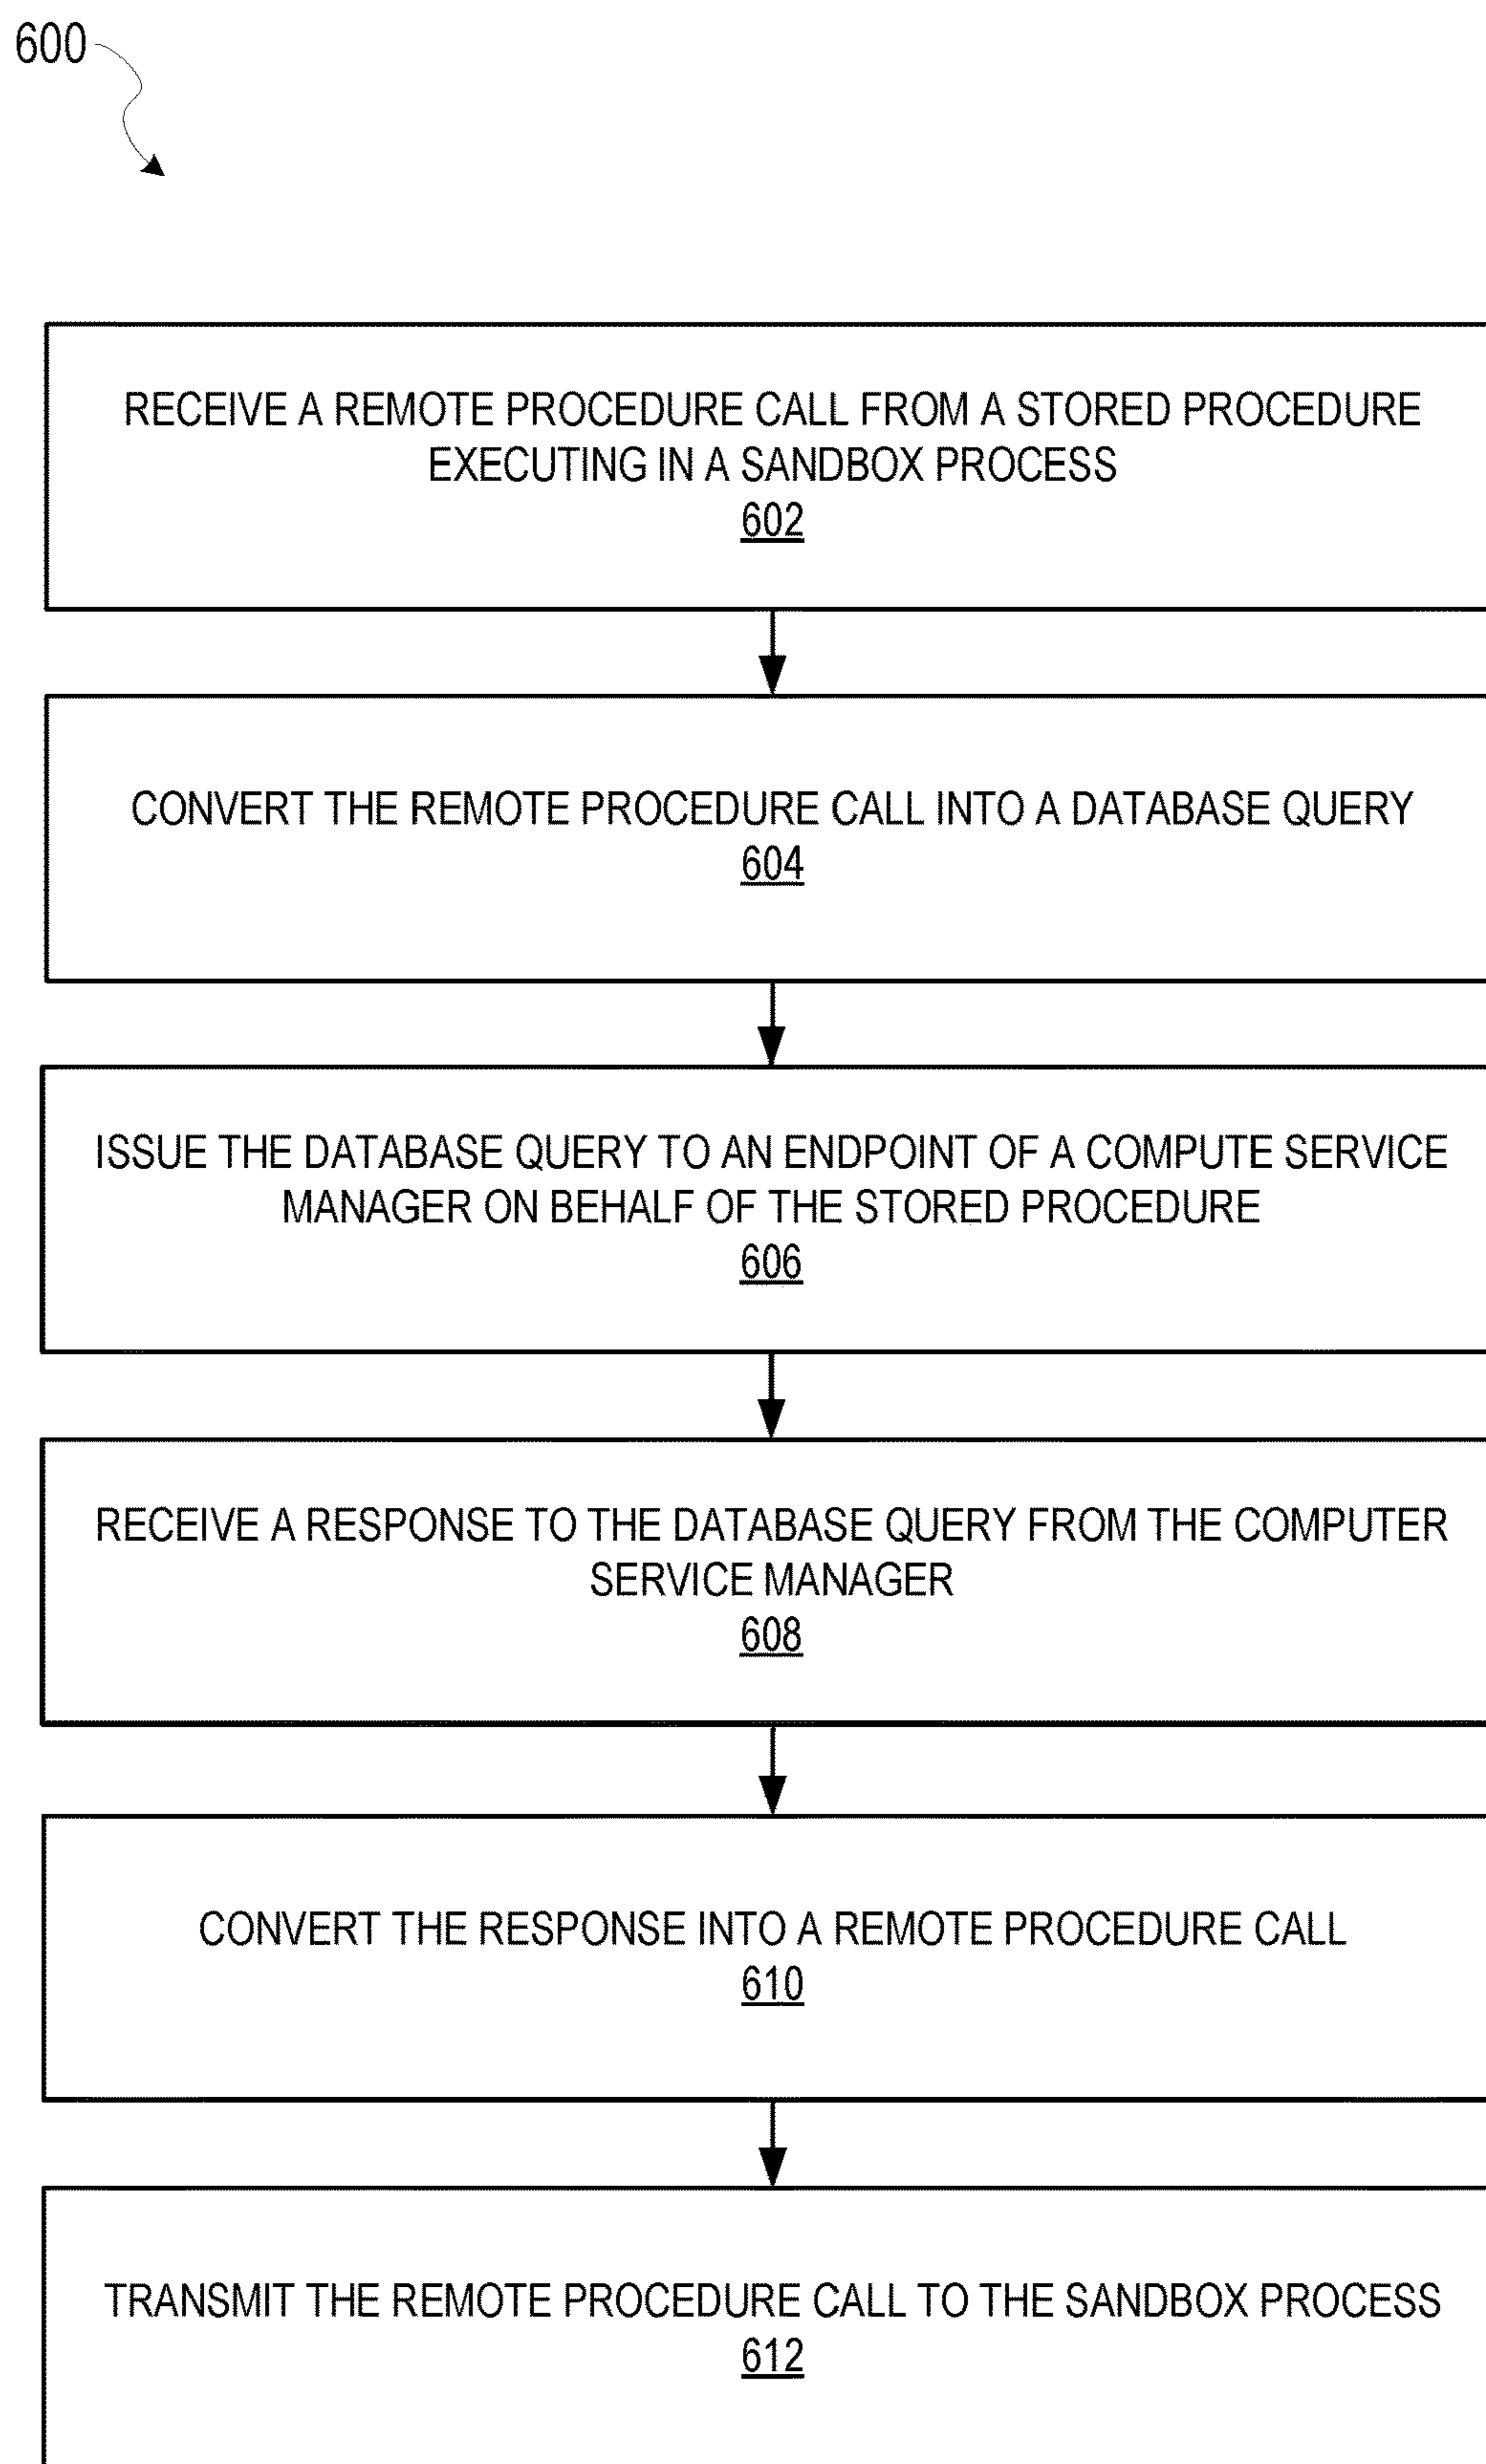 600
RECEIVE A REMOTE PROCEDURE CALL FROM A STORED PROCEDURE
EXECUTING IN A SANDBOX PROCESS
602
CONVERT THE REMOTE PROCEDURE CALL INTO A DATABASE QUERY
604
ISSUE THE DATABASE QUERY TO AN ENDPOINT OF A COMPUTE SERVICE
MANAGER ON BEHALF OF THE STORED PROCEDURE
606
RECEIVE A RESPONSE TO THE DATABASE QUERY FROM THE COMPUTER
SERVICE MANAGER
608
CONVERT THE RESPONSE INTO A REMOTE PROCEDURE CALL
610
TRANSMIT THE REMOTE PROCEDURE CALL TO THE SANDBOX PROCESS
612